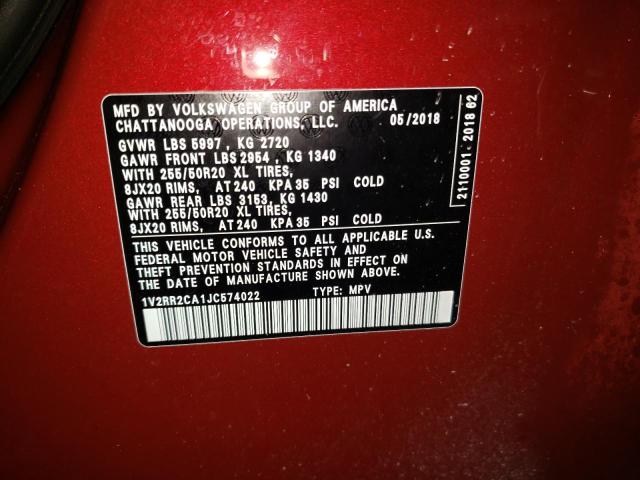 MFD BY VOLKSWAGEN GROUP OF AMERICA
CHATTANOOGA OPERATIONS, LLC. 05/2018
GVWR LBS 5997, KG 2720
GAWR FRONT LBS 2954, KG 1340
WITH 255/50R20 XL TIRES,
8JX20 RIMS, AT 240 KPA 35 PSI COLD
GAWR REAR LBS 3153, KG 1430
WITH 255/50R20 XL TIRES,
8JX20 RIMS, AT 240 KPA 35 PSI COLD
THIS VEHICLE CONFORMS TO ALL APPLICABLE U.S.
FEDERAL MOTOR VEHICLE SAFETY AND
THEFT PREVENTION STANDARDS IN EFFECT ON
THE DATE OF MANUFACTURE SHOWN ABOVE.
1V2RR2CA1JC574022 TYPE: MPV
2110001 2018 62